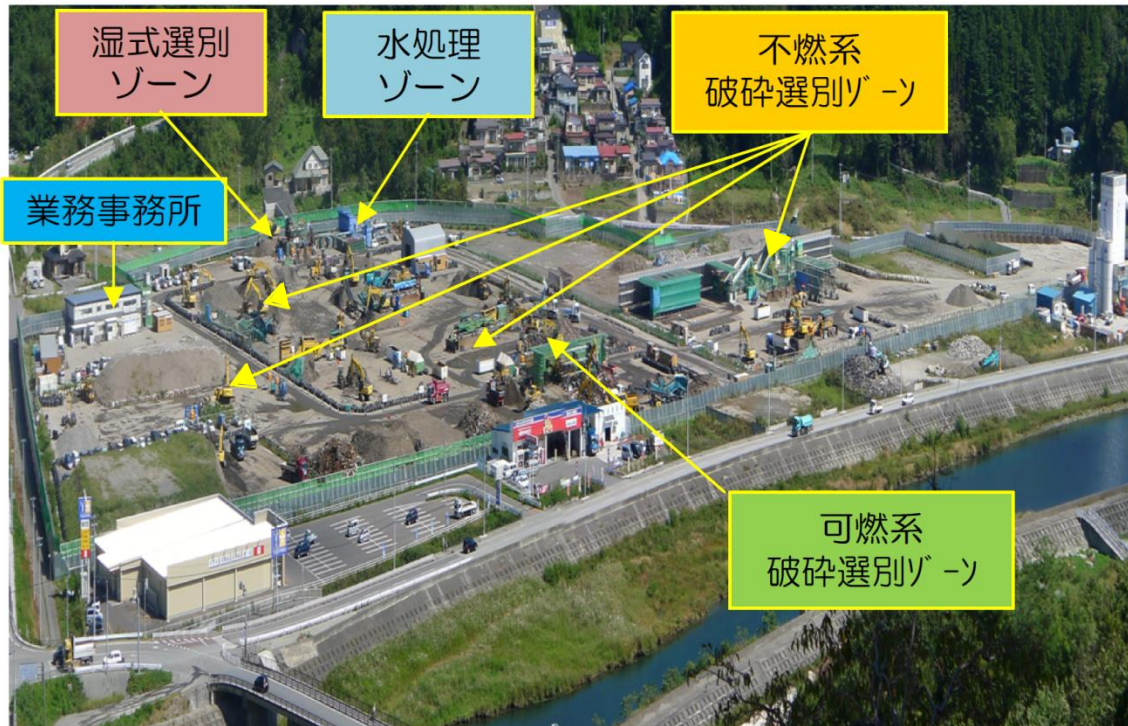 湿式選別
ゾーン
水処理
ゾーン
不燃系
破砕選別ｿﾞｰﾝ
業務事務所
可燃系
破砕選別ｿﾞｰﾝ